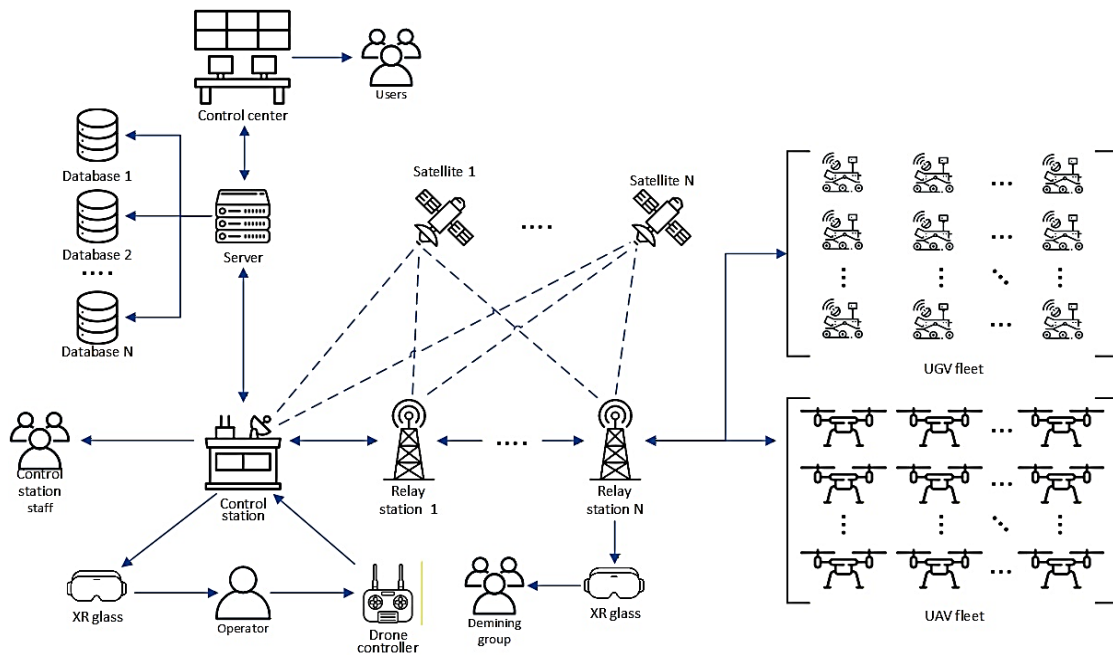 Control center
Users
Database 1
Database 2
....
Database N
Server
Satellite 1
....
Satellite N
UGV fleet
Control
station
staff
Control
station
Relay
station 1
....
Relay
station N
UAV fleet
XR glass
Operator
Drone
controller
Demining
group
XR glass